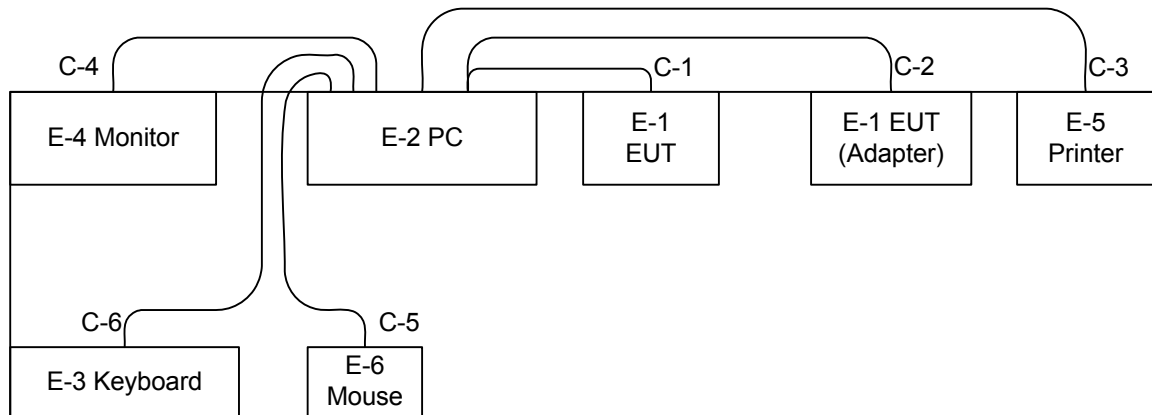 C-4
C-1
C-2
C-3
E-4 Monitor
E-2 PC
E-1
EUT
E-1 EUT
(Adapter)
E-5
Printer
C-6
C-5
E-3 Keyboard
E-6
Mouse